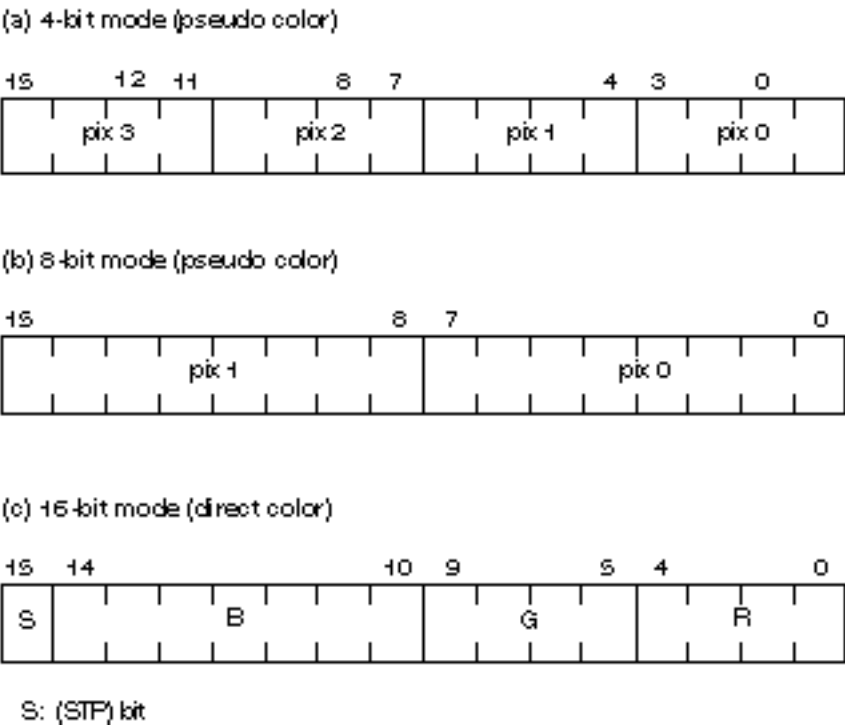 (a) 4-bit mode (pseudo color)
15 12 11 8 7 4 3 0
pix 3 pix 2 pix 1 pix 0
(b) 8-bit mode (pseudo color)
15 8 7 0
pix 1 pix 0
(c) 16-bit mode (direct color)
15 14 10 9 5 4 0
S B G R
S: (STP) bit